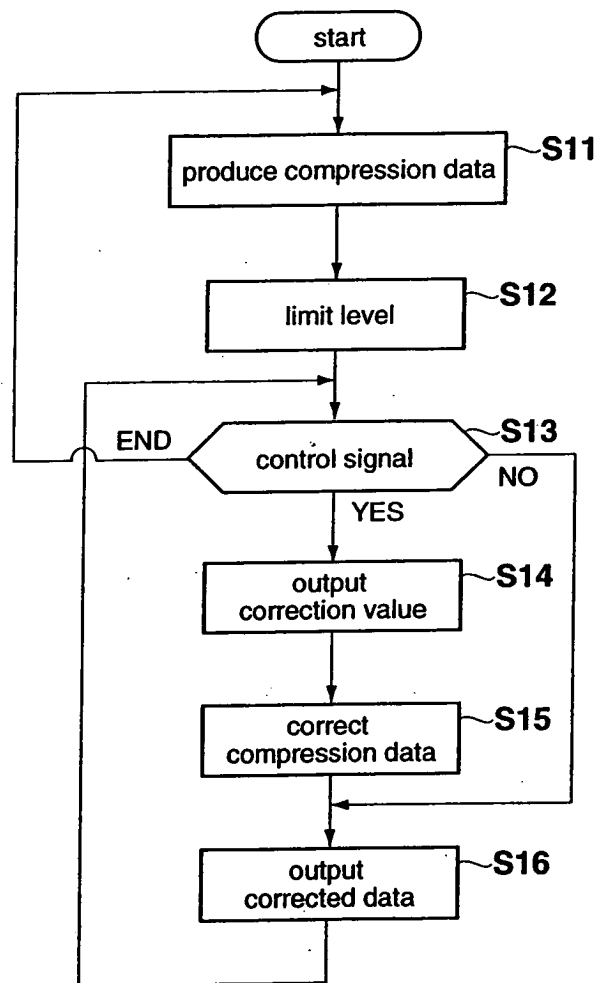 start
produce compression data
S11
limit level
S12
END
control signal
S13
NO
YES
output
correction value
S14
correct
compression data
S15
output
corrected data
S16